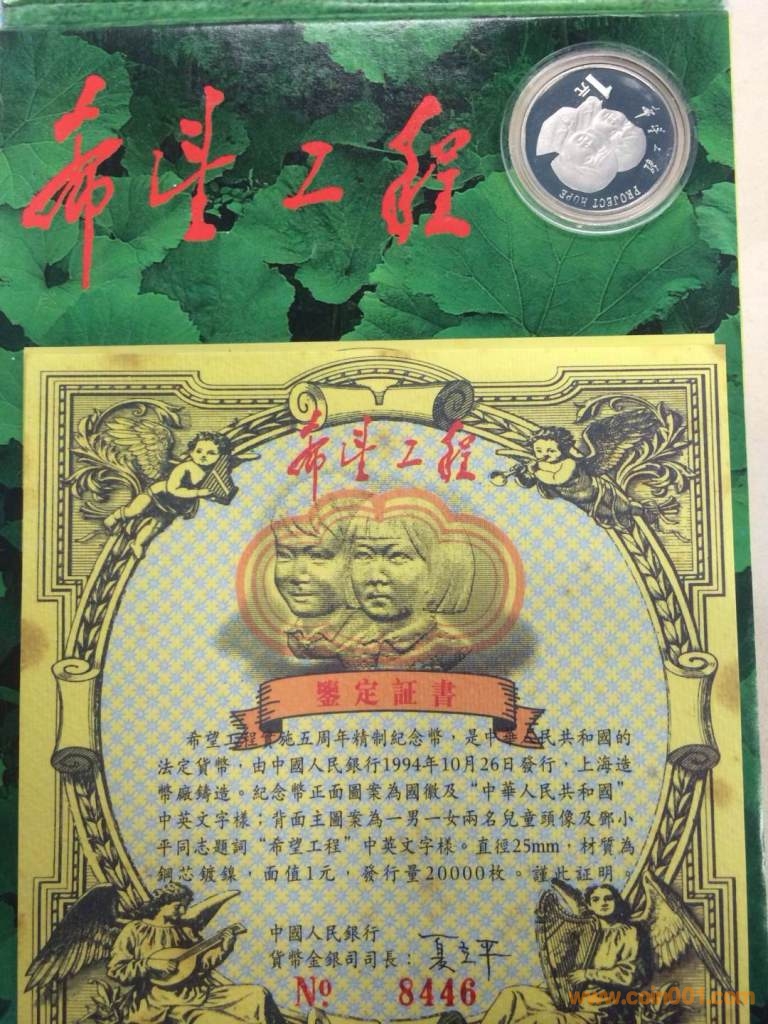 希望工程
1元
希望工程
PROJECT HOPE
希望工程
鑒定証書
希望工程實施五周年精制紀念幣，是中華人民共和國的
法定貨幣，由中國人民銀行1994年10月26日發行，上海造
幣廠鑄造。紀念幣正面圖案為國徽及“中華人民共和國”
中英文字樣；背面主圖案為一男一女兩名兒童頭像及鄧小
平同志題詞“希望工程”中英文字樣。直徑25mm，材質為
鋼芯鍍鎳，面值1元，發行量20000枚。謹此証明。
中國人民銀行
貨幣金銀司司長：夏立平
Nº 8446
www.coin001.com